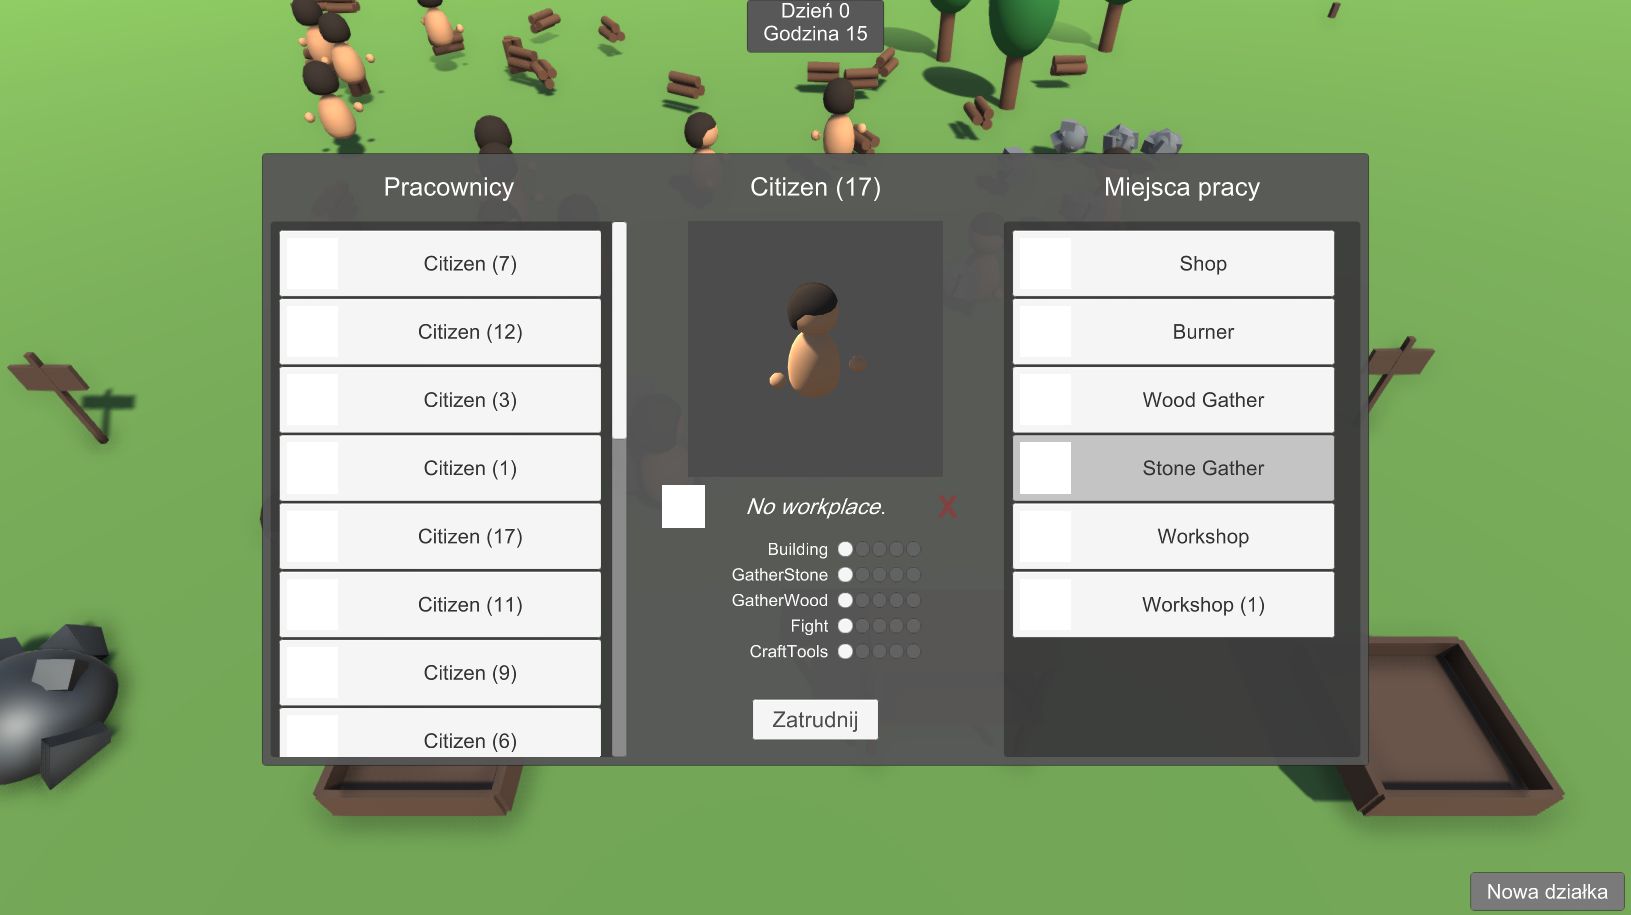 Dzień 0
Godzina 15
Pracownicy
Citizen (7)
Citizen (12)
Citizen (3)
Citizen (1)
Citizen (17)
Citizen (11)
Citizen (9)
Citizen (6)
Citizen (17)
No workplace.
X
Building
GatherStone
GatherWood
Fight
CraftTools
Zatrudnij
Miejsca pracy
Shop
Burner
Wood Gather
Stone Gather
Workshop
Workshop (1)
Nowa działka